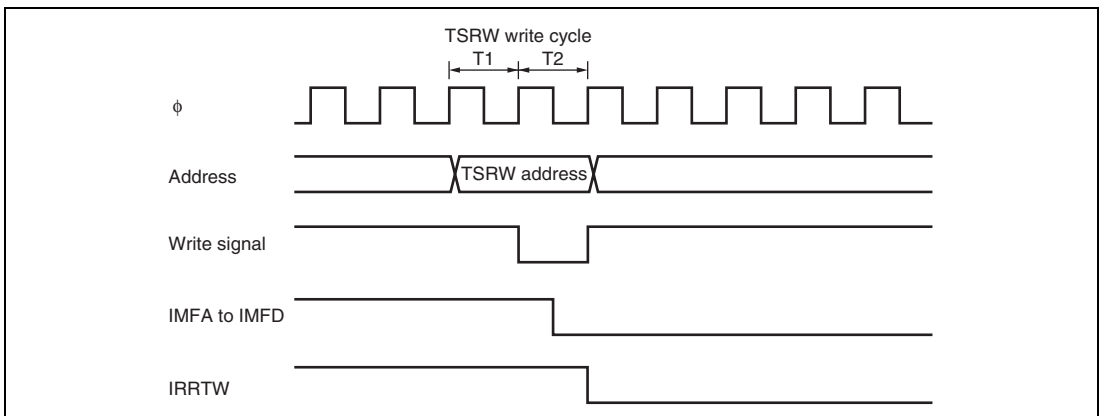 TSRW write cycle
T1 T2
ϕ
Address
TSRW address
Write signal
IMFA to IMFD
IRRTW